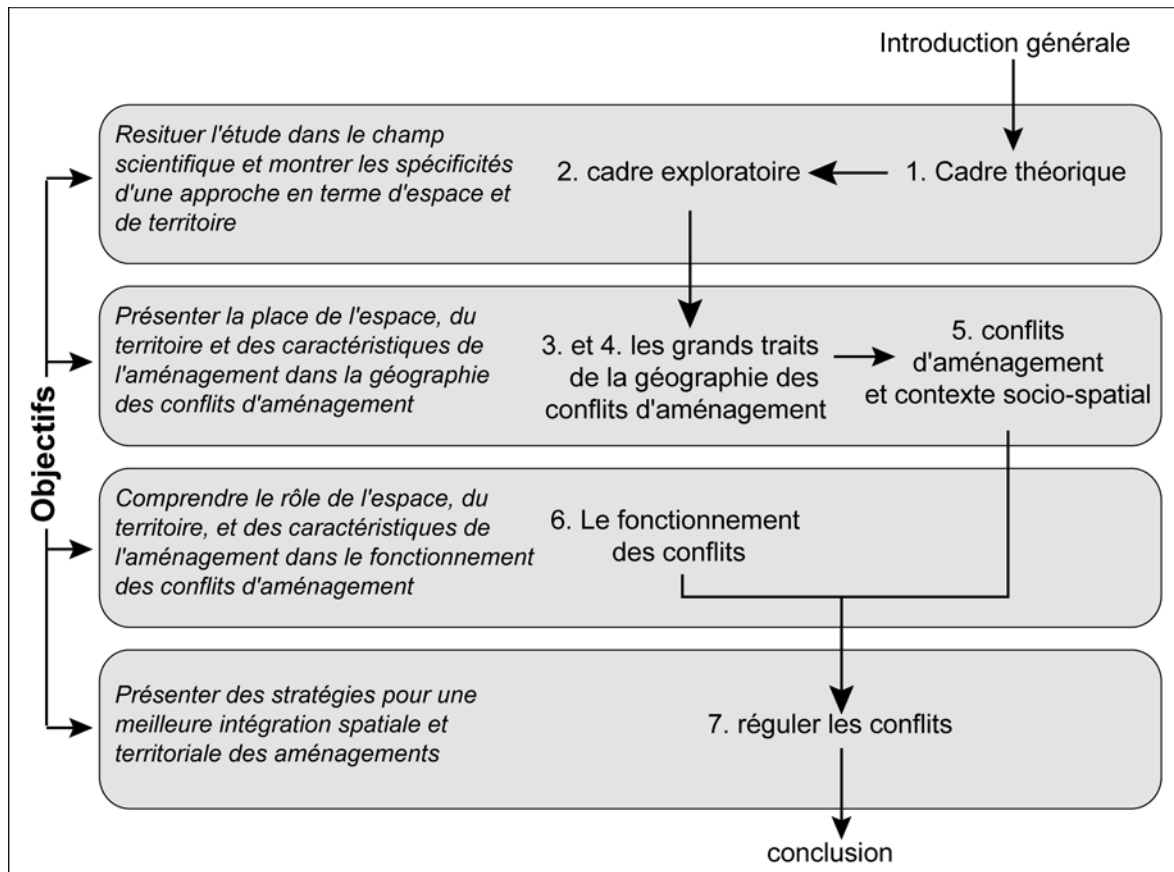 Introduction générale
Objectifs
Resituer l'étude dans le champ
scientifique et montrer les spécificités
d'une approche en terme d'espace et
de territoire
2. cadre exploratoire
1. Cadre théorique
Présenter la place de l'espace, du
territoire et des caractéristiques de
l'aménagement dans la géographie
des conflits d'aménagement
3. et 4. les grands traits
de la géographie des
conflits d'aménagement
5. conflits
d'aménagement
et contexte socio-spatial
Comprendre le rôle de l'espace, du
territoire, et des caractéristiques de
l'aménagement dans le fonctionnement
des conflits d'aménagement
6. Le fonctionnement
des conflits
Présenter des stratégies pour une
meilleure intégration spatiale et
territoriale des aménagements
7. réguler les conflits
conclusion